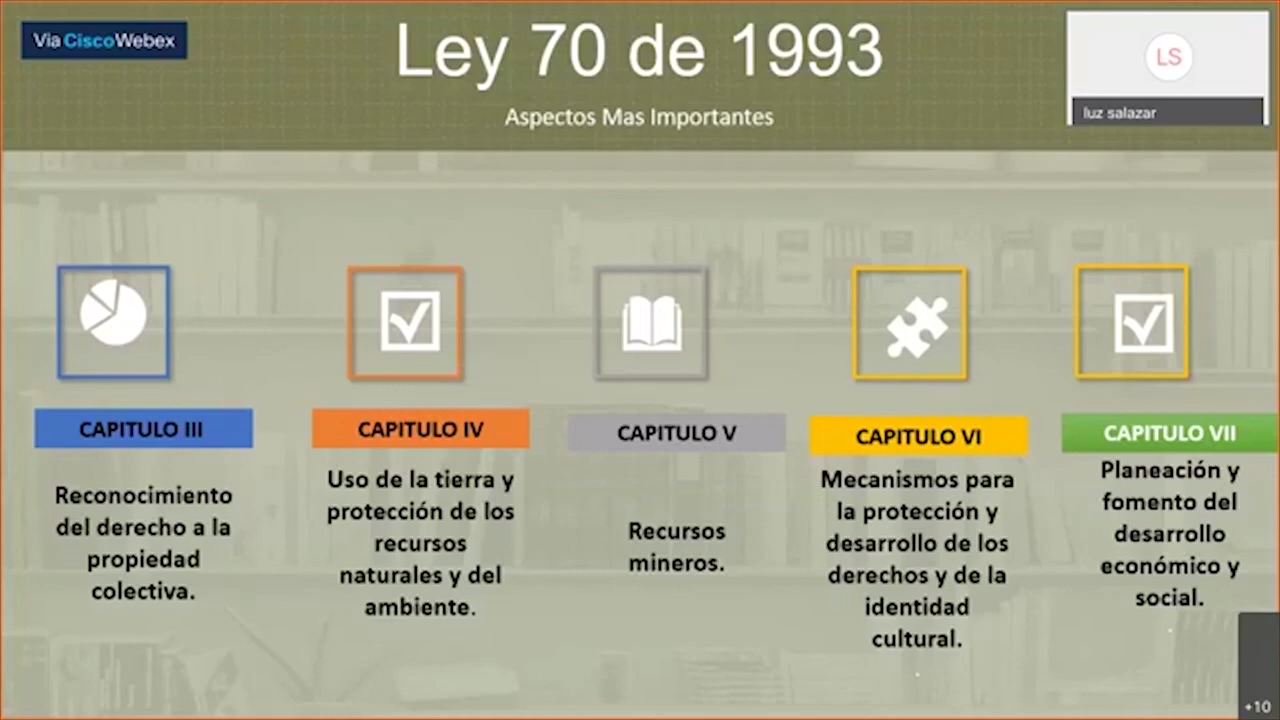 Via CiscoWebex
Ley 70 de 1993
Aspectos Mas Importantes
LS
luz salazar
CAPITULO III
Reconocimiento
del derecho a la
propiedad
colectiva.
CAPITULO IV
Uso de la tierra y
protección de los
recursos
naturales y del
ambiente.
CAPITULO V
Recursos
mineros.
CAPITULO VI
Mecanismos para
la protección y
desarrollo de los
derechos y de la
identidad
cultural.
CAPITULO VII
Planeación y
fomento del
desarrollo
económico y
social.
+10